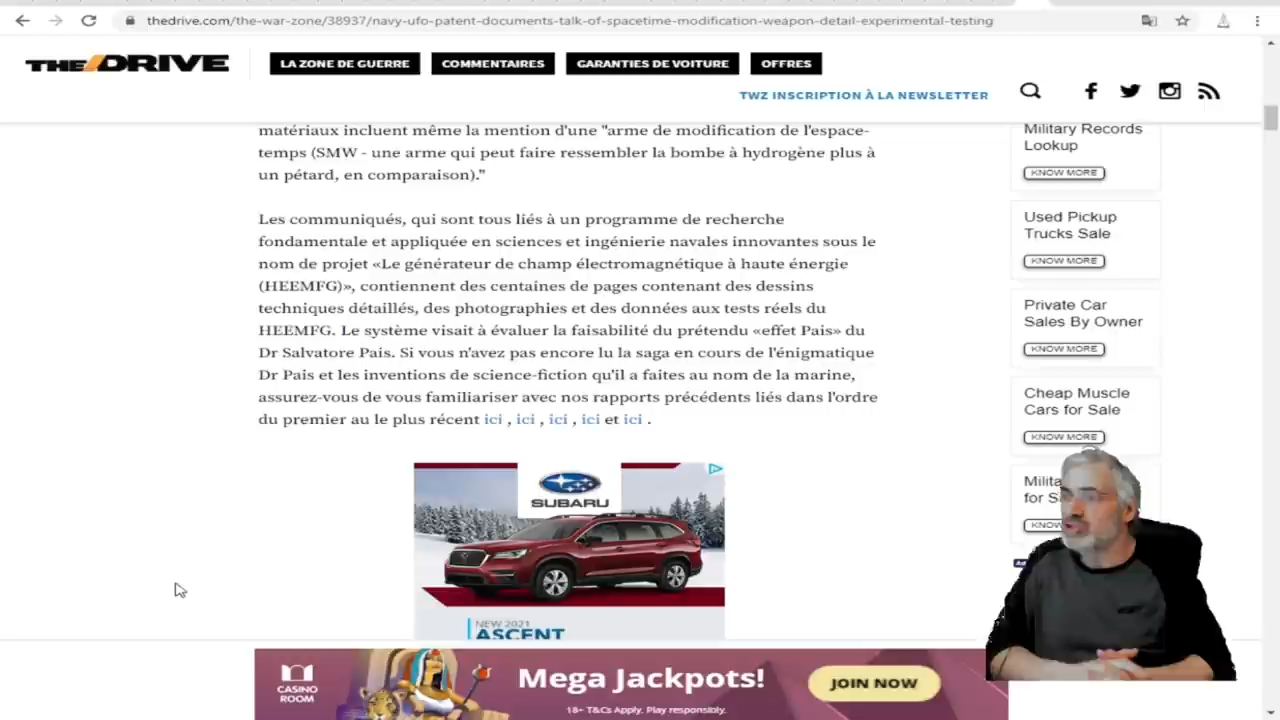 thedrive.com/the-war-zone/38937/navy-ufo-patent-documents-talk-of-spacetime-modification-weapon-detail-experimental-testing
THE/DRIVE
LA ZONE DE GUERRE
COMMENTAIRES
GARANTIES DE VOITURE
OFFRES
TWZ INSCRIPTION À LA NEWSLETTER
matériaux incluent même la mention d'une "arme de modification de l'espace-
temps (SMW - une arme qui peut faire ressembler la bombe à hydrogène plus à
un pétard, en comparaison)."
Les communiqués, qui sont tous liés à un programme de recherche
fondamentale et appliquée en sciences et ingénierie navales innovantes sous le
nom de projet «Le générateur de champ électromagnétique à haute énergie
(HEEMFG)», contiennent des centaines de pages contenant des dessins
techniques détaillés, des photographies et des données aux tests réels du
HEEMFG. Le système visait à évaluer la faisabilité du prétendu «effet Pais» du
Dr Salvatore Pais. Si vous n'avez pas encore lu la saga en cours de l'énigmatique
Dr Pais et les inventions de science-fiction qu'il a faites au nom de la marine,
assurez-vous de vous familiariser avec nos rapports précédents liés dans l'ordre
du premier au le plus récent ici , ici , ici , ici et ici .
Military Records
Lookup
KNOW MORE
Used Pickup
Trucks Sale
KNOW MORE
Private Car
Sales By Owner
KNOW MORE
Cheap Muscle
Cars for Sale
KNOW MORE
for
SUBARU
NEW 2021
ASCENT
CASINO
ROOM
Mega Jackpots!
18+ T&Cs Apply. Play responsibly.
JOIN NOW